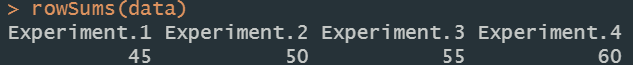 > rowSums(data)
Experiment.1 Experiment.2 Experiment.3 Experiment.4
45 50 55 60